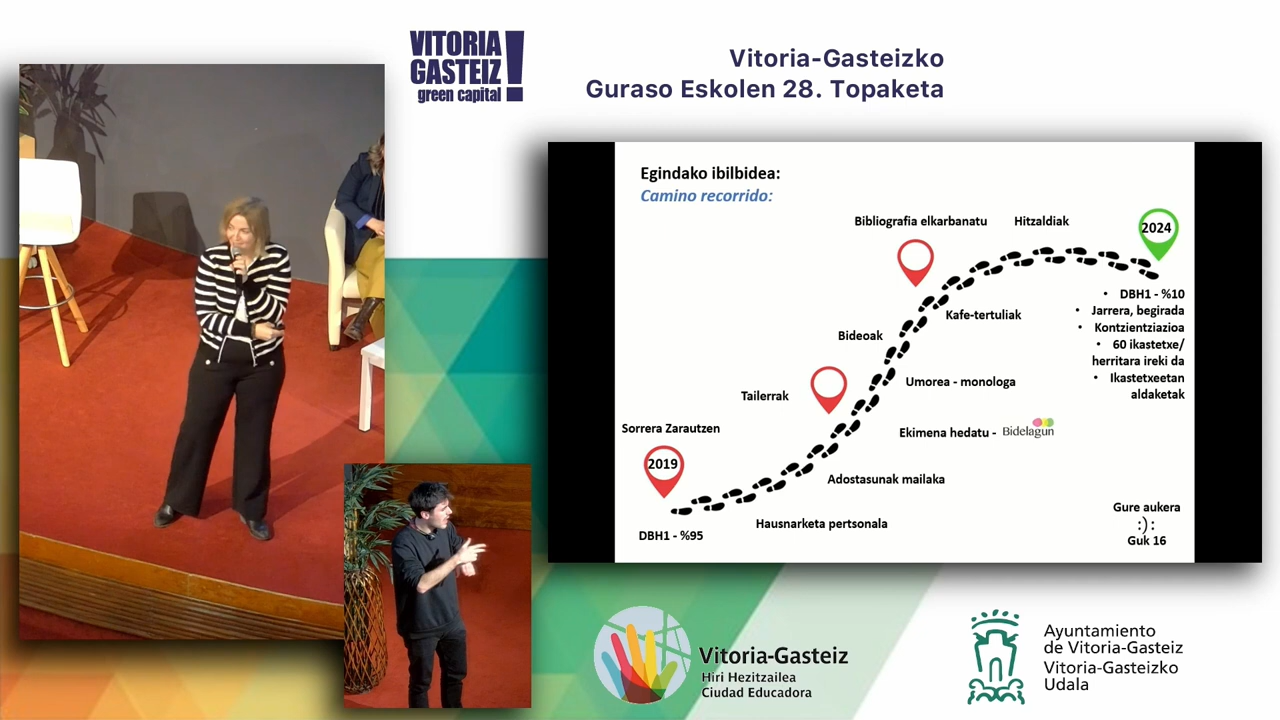 VITORIA
GASTEIZ!
green capital
Vitoria-Gasteizko
Guraso Eskolen 28. Topaketa
Egindako ibilbidea:
Camino recorrido:
Bibliografia elkarbanatu
Hitzaldiak
2024
DBH1 - %10
Jarrera, begirada
Kontzientziazioa
60 ikastetxe/
herritara ireki da
Ikastetxeetan
aldaketak
Kafe-tertuliak
Bideoak
Umorea - monologa
Tailerrak
Ekimena hedatu - Bidelagun
Sorrera Zarautzen
2019
Adostasunak mailaka
Hausnarketa pertsonala
DBH1 - %95
Gure aukera
:) :
Guk 16
Vitoria-Gasteiz
Hiri Hezitzailea
Ciudad Educadora
Ayuntamiento
de Vitoria-Gasteiz
Vitoria-Gasteizko
Udala